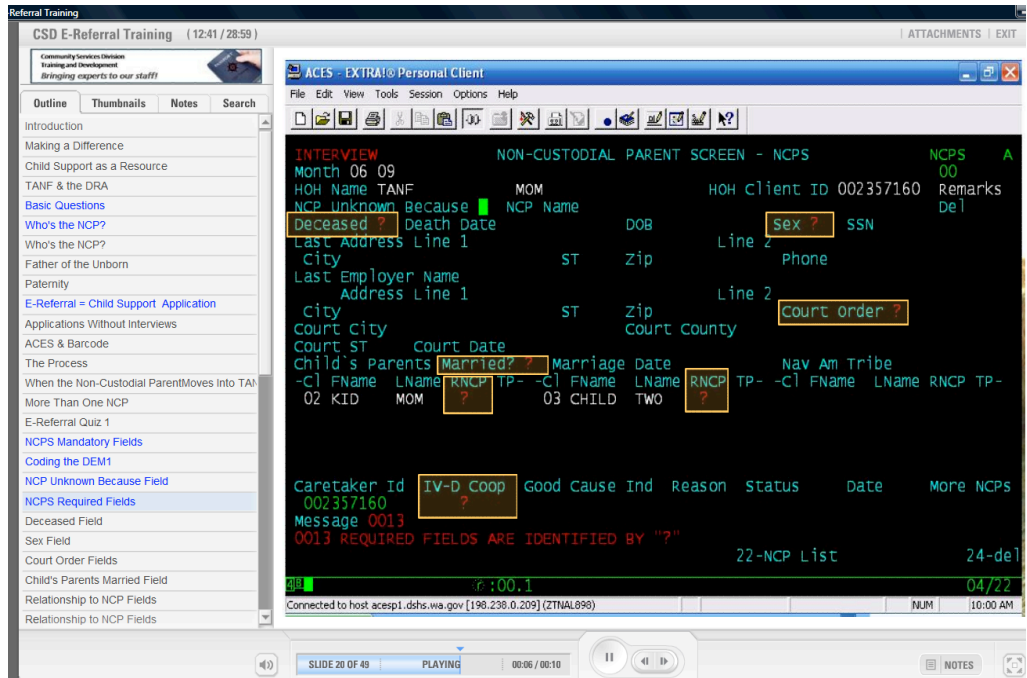 -Referral Training
CSD E-Referral Training (12:41 / 28:59)
| ATTACHMENTS | EXIT
Community Services Division
Training and Development
Bringing experts to our staff!
Outline Thumbnails Notes Search
Introduction
Making a Difference
Child Support as a Resource
TANF & the DRA
Basic Questions
Who's the NCP?
Who's the NCP?
Father of the Unborn
Paternity
E-Referral = Child Support Application
Applications Without Interviews
ACES & Barcode
The Process
When the Non-Custodial ParentMoves Into TAN
More Than One NCP
E-Referral Quiz 1
NCPS Mandatory Fields
Coding the DEM1
NCP Unknown Because Field
NCPS Required Fields
Deceased Field
Sex Field
Court Order Fields
Child's Parents Married Field
Relationship to NCP Fields
Relationship to NCP Fields
ACES - EXTRA!® Personal Client
File Edit View Tools Session Options Help
INTERVIEW NON-CUSTODIAL PARENT SCREEN - NCPS NCPS A
Month 06 09 00
HOH Name TANF MOM HOH Client ID 002357160 Remarks
NCP Unknown Because NCP Name Del
Deceased ? Death Date DOB Sex ? SSN
Last Address Line 1 Line 2
City ST Zip Phone
Last Employer Name
Address Line 1 Line 2
City ST Zip Court Order ?
Court City Court County
Court ST Court Date
Child`s Parents Married? ? Marriage Date Nav Am Tribe
-Cl FName LName RNCP TP- -Cl FName LName RNCP TP- -Cl FName LName RNCP TP-
02 KID MOM ? 03 CHILD TWO ?
Caretaker Id IV-D Coop Good Cause Ind Reason Status Date More NCPs
002357160 ?
Message 0013
0013 REQUIRED FIELDS ARE IDENTIFIED BY "?"
22-NCP List 24-del
:00.1 04/22
Connected to host acesp1.dshs.wa.gov [198.238.0.209] (ZTNAL898) NUM 10:00 AM
SLIDE 20 OF 49 PLAYING 00:06 / 00:10 NOTES